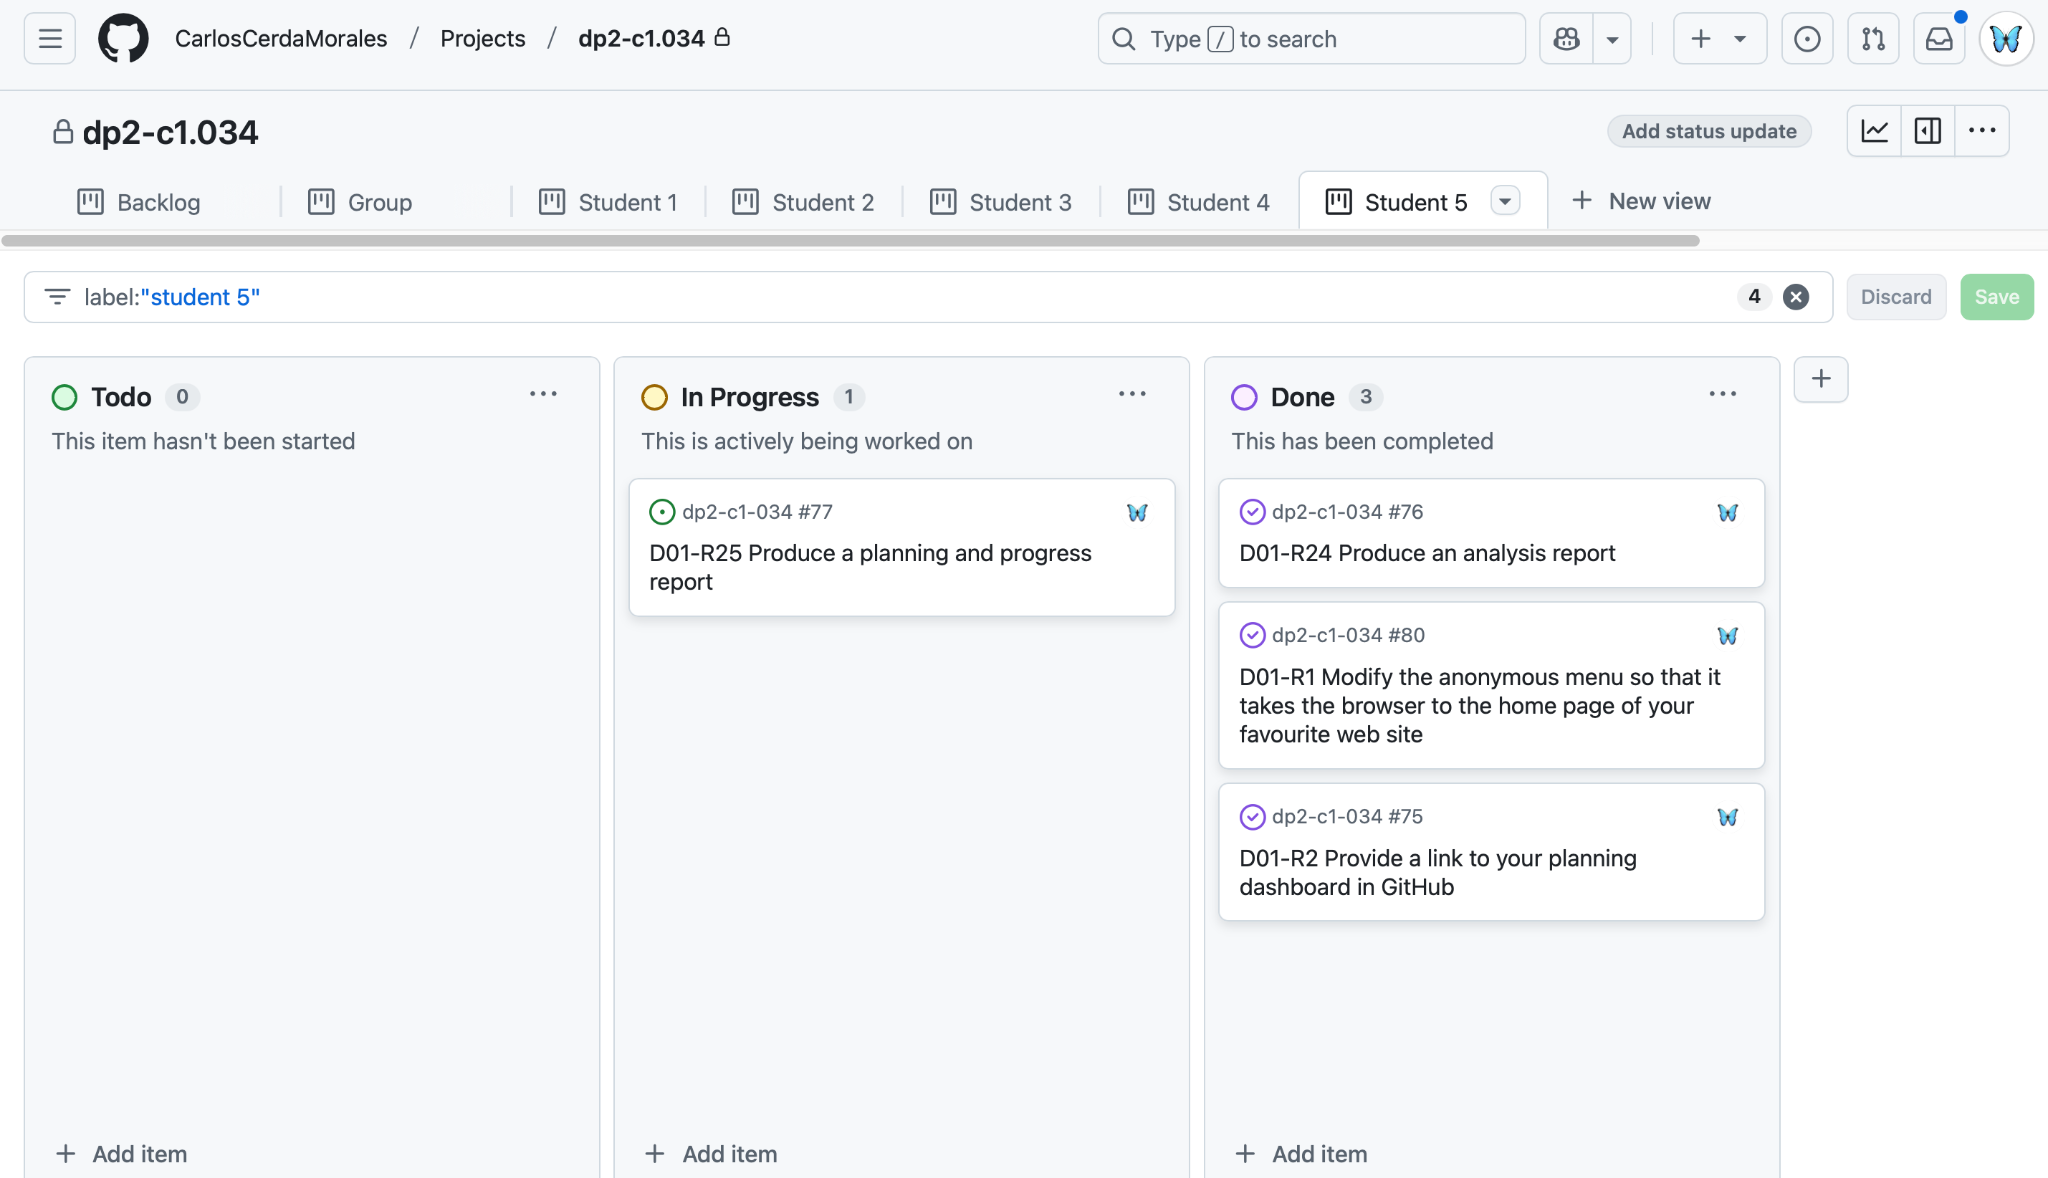 CarlosCerdaMorales / Projects / dp2-c1.034
Type / to search
dp2-c1.034
Add status update
Backlog
Group
Student 1
Student 2
Student 3
Student 4
Student 5
New view
label:"student 5"
4
Discard
Save
Todo 0
This item hasn't been started
Add item
In Progress 1
This is actively being worked on
dp2-c1-034 #77
D01-R25 Produce a planning and progress
report
Add item
Done 3
This has been completed
dp2-c1-034 #76
D01-R24 Produce an analysis report
dp2-c1-034 #80
D01-R1 Modify the anonymous menu so that it
takes the browser to the home page of your
favourite web site
dp2-c1-034 #75
D01-R2 Provide a link to your planning
dashboard in GitHub
Add item